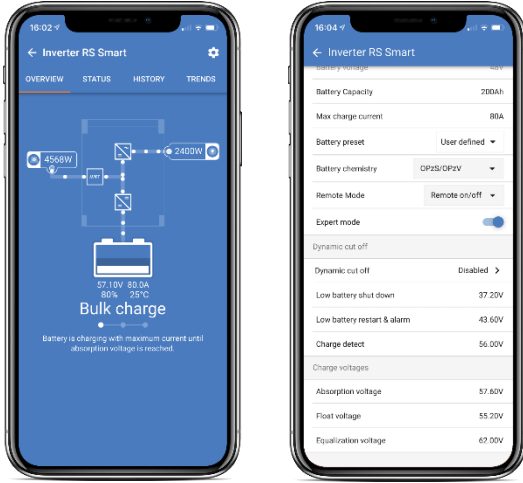 16:02
Inverter RS Smart
OVERVIEW STATUS HISTORY TRENDS
4568W
2400W
MPPT
57.10V 80.0A
80% 25°C
Bulk charge
Battery is charging with maximum current until
absorption voltage is reached.
16:04
Inverter RS Smart
Battery voltage 48V
Battery Capacity 200Ah
Max charge current 80A
Battery preset User defined
Battery chemistry OPzS/OPzV
Remote Mode Remote on/off
Expert mode
Dynamic cut off
Dynamic cut off Disabled
Low battery shut down 37.20V
Low battery restart & alarm 43.60V
Charge detect 56.00V
Charge voltages
Absorption voltage 57.60V
Float voltage 55.20V
Equalization voltage 62.00V